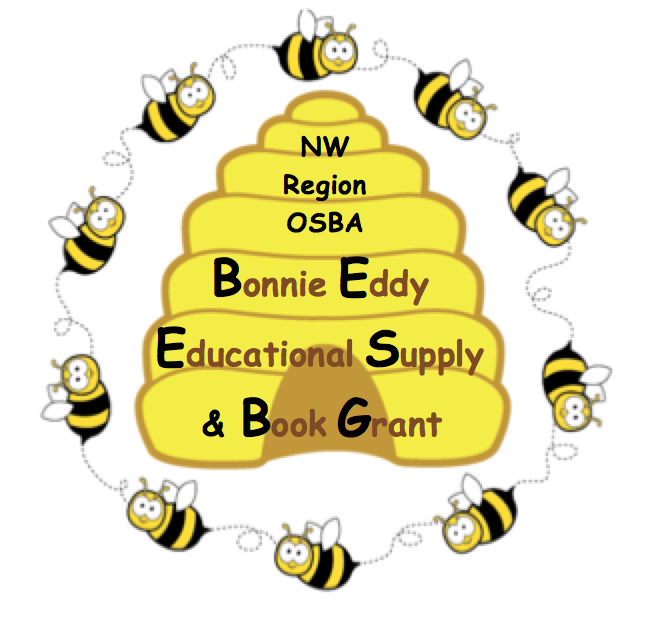 NW
Region
OSBA
Bonnie Eddy
Educational Supply
& Book Grant